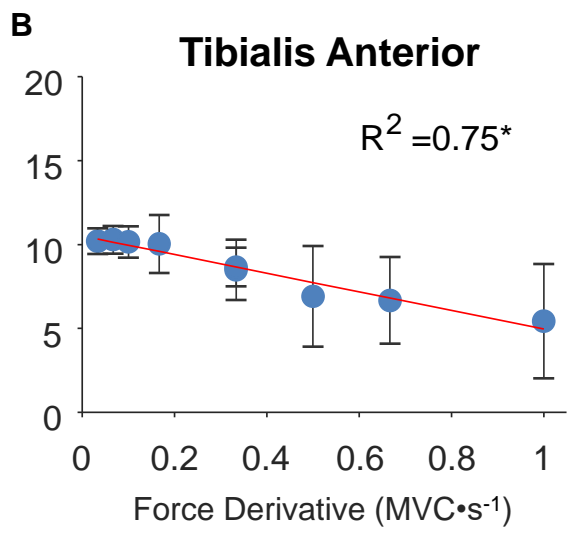 B
Tibialis Anterior
R² =0.75*
20
15
10
5
0
0 0.2 0.4 0.6 0.8 1
Force Derivative (MVC•s⁻¹)